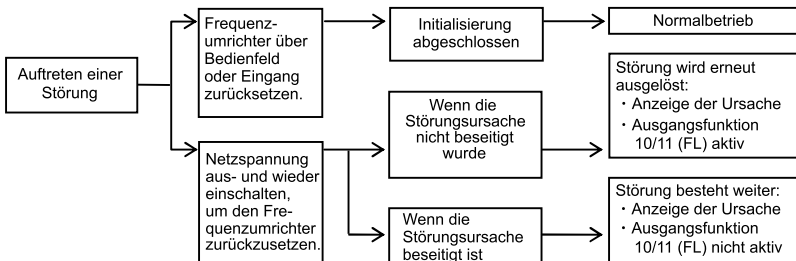 Auftreten einer
Störung
Frequenz-
umrichter über
Bedienfeld
oder Eingang
zurücksetzen.
Initialisierung
abgeschlossen
Normalbetrieb
Netzspannung
aus- und wieder
einschalten,
um den Fre-
quenzumrichter
zurückzusetzen.
Wenn die
Störungsursache
nicht beseitigt
wurde
Störung wird erneut
ausgelöst:
· Anzeige der Ursache
· Ausgangsfunktion
10/11 (FL) aktiv
Wenn die
Störungsursache
beseitigt ist
Störung besteht weiter:
· Anzeige der Ursache
· Ausgangsfunktion
10/11 (FL) nicht aktiv